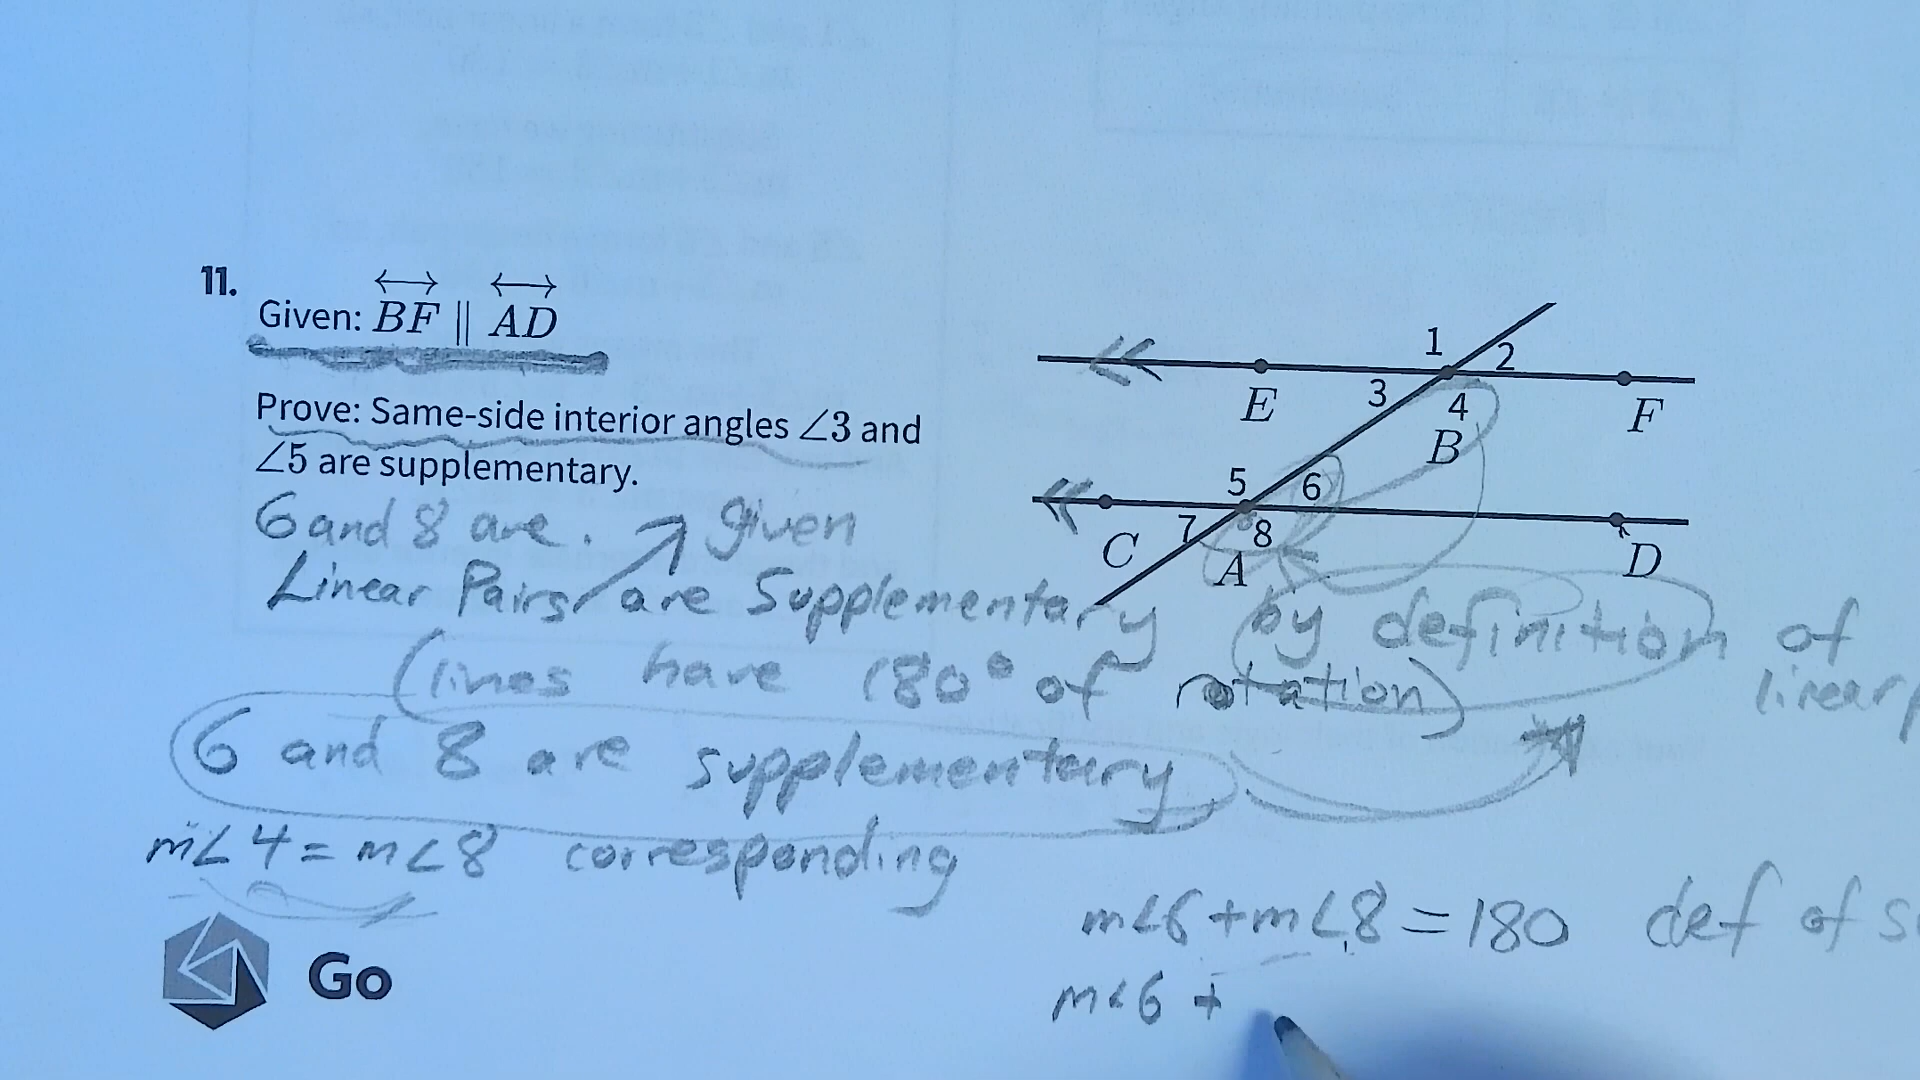 11.
Given: BF || AD
Prove: Same-side interior angles ∠3 and
∠5 are supplementary.
1
2
3
4
E
B
F
5
6
7
8
C
A
D
6 and 8 are. given
Linear Pairs are Supplementary by definition of
linear
(lines have 180° of rotation)
6 and 8 are supplementary
m∠4 = m∠8 corresponding
m∠6 + m∠8 = 180 def of
m∠6 +
Go